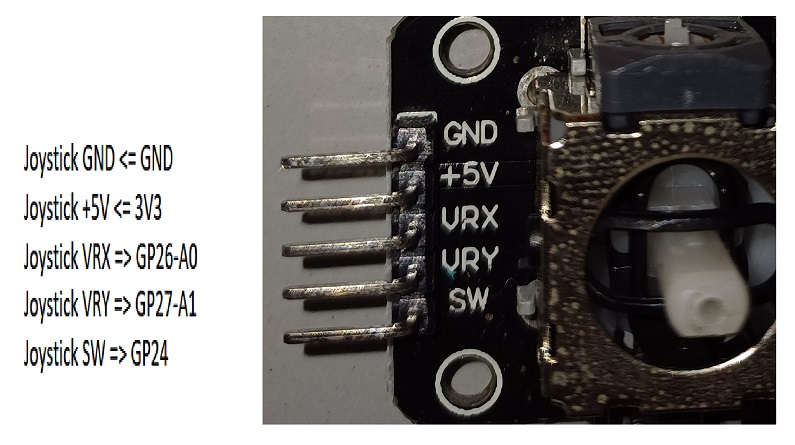 Joystick GND <= GND
Joystick +5V <= 3V3
Joystick VRX => GP26-A0
Joystick VRY => GP27-A1
Joystick SW => GP24
GND
+5V
VRX
VRY
SW